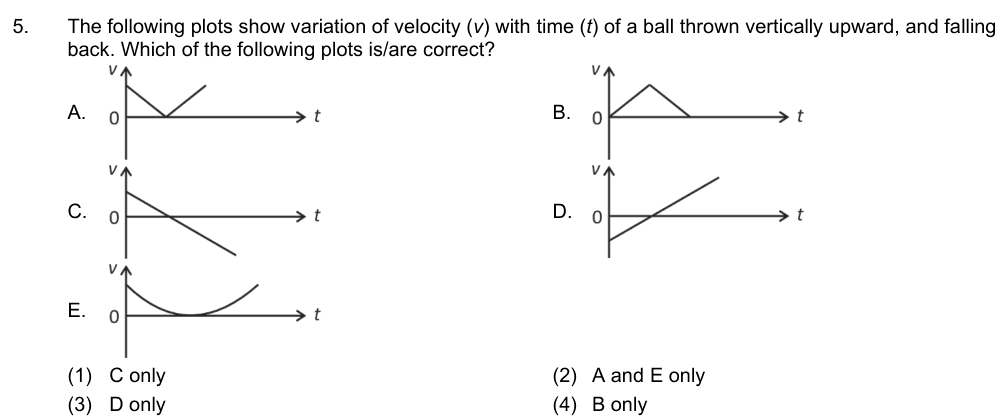 5. The following plots show variation of velocity (v) with time (t) of a ball thrown vertically upward, and falling
back. Which of the following plots is/are correct?
A. v 0 t
B. v 0 t
C. v 0 t
D. v 0 t
E. v 0 t
(1) C only
(2) A and E only
(3) D only
(4) B only